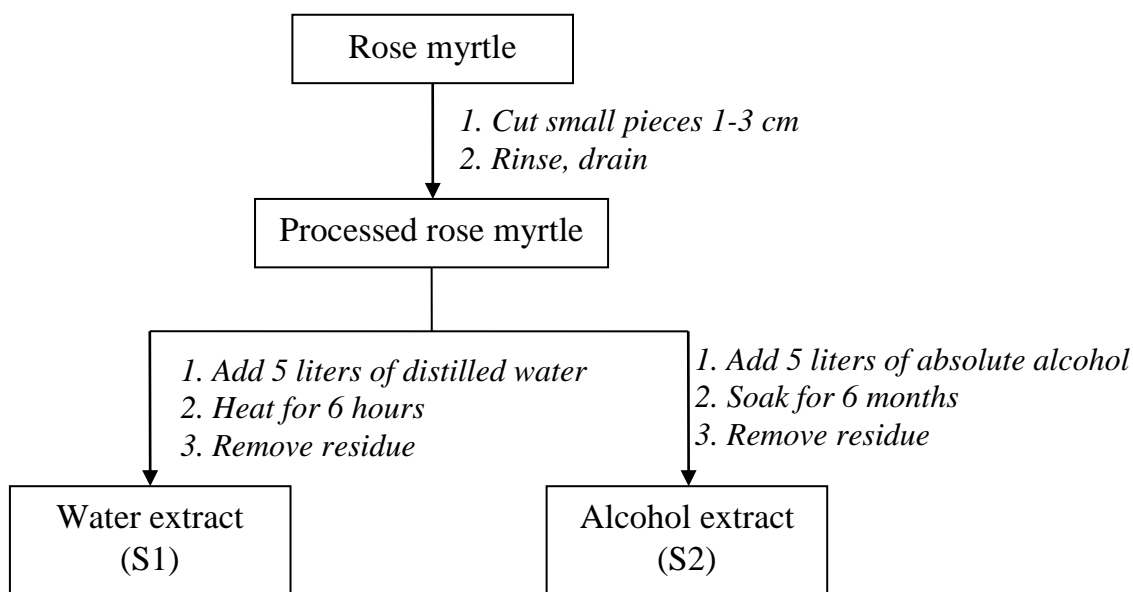 Rose myrtle
1. Cut small pieces 1-3 cm
2. Rinse, drain
Processed rose myrtle
1. Add 5 liters of distilled water
2. Heat for 6 hours
3. Remove residue
1. Add 5 liters of absolute alcohol
2. Soak for 6 months
3. Remove residue
Water extract
(S1)
Alcohol extract
(S2)